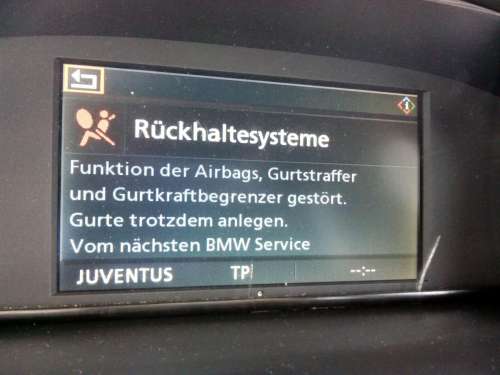 Rückhaltesysteme
Funktion der Airbags, Gurtstraffer
und Gurtkraftbegrenzer gestört.
Gurte trotzdem anlegen.
Vom nächsten BMW Service
JUVENTUS TP --:--